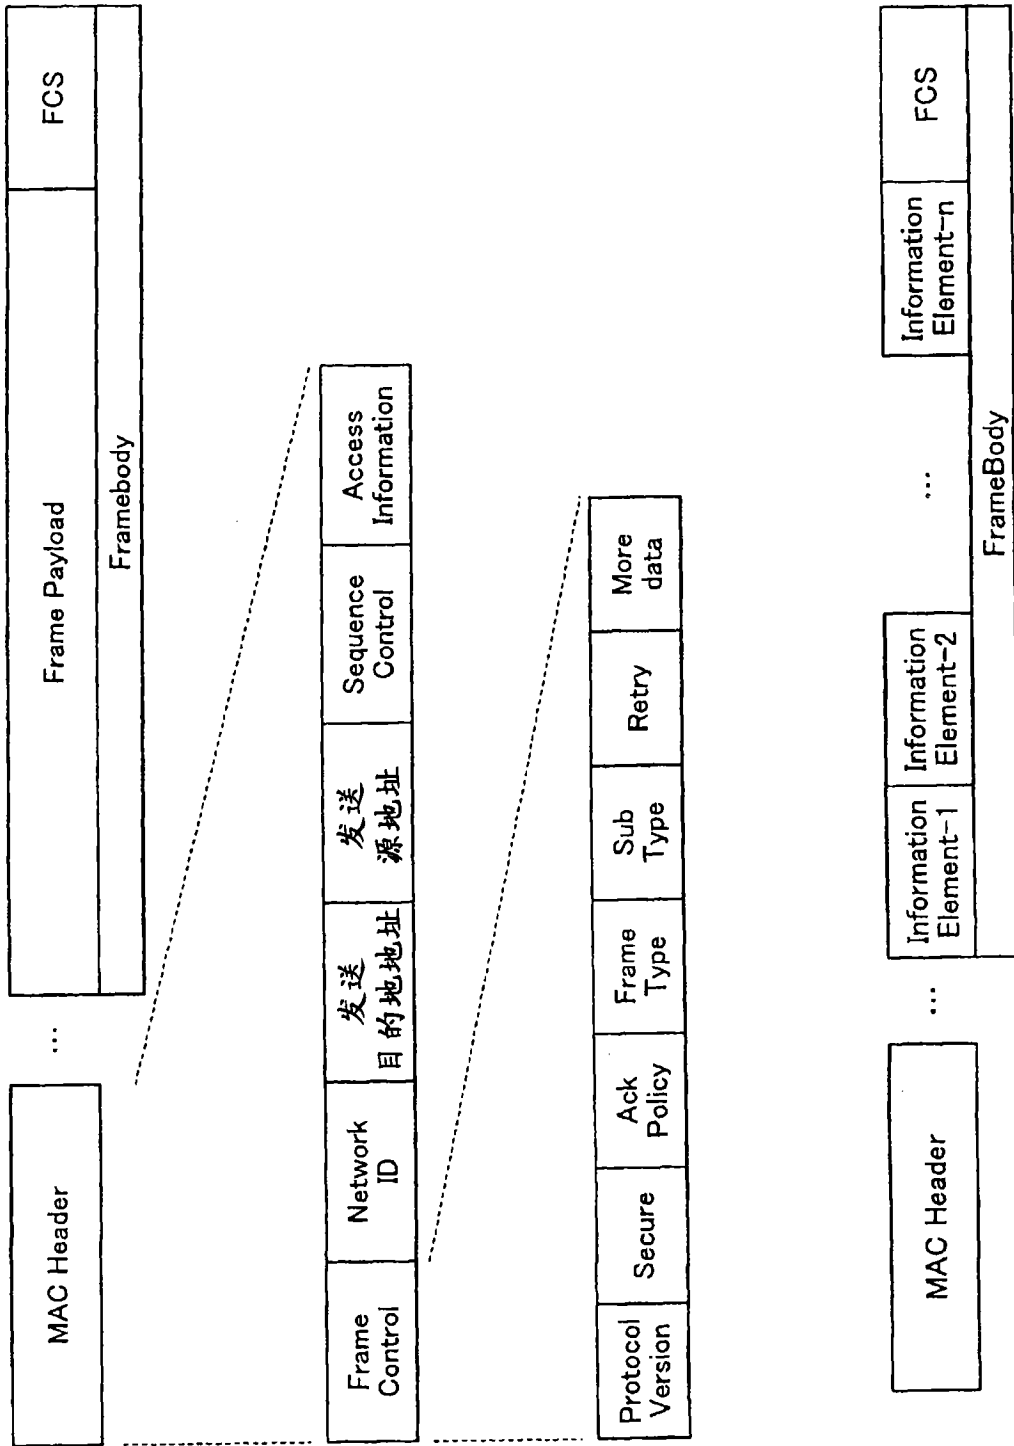 MAC Header
...
Frame Payload
FCS
Framebody
Frame
Control
Network
ID
发送
目的地地址
发送
源地址
Sequence
Control
Access
Information
Protocol
Version
Secure
Ack
Policy
Frame
Type
Sub
Type
Retry
More
data
MAC Header
...
Information
Element-1
Information
Element-2
...
Information
Element-n
FCS
FrameBody